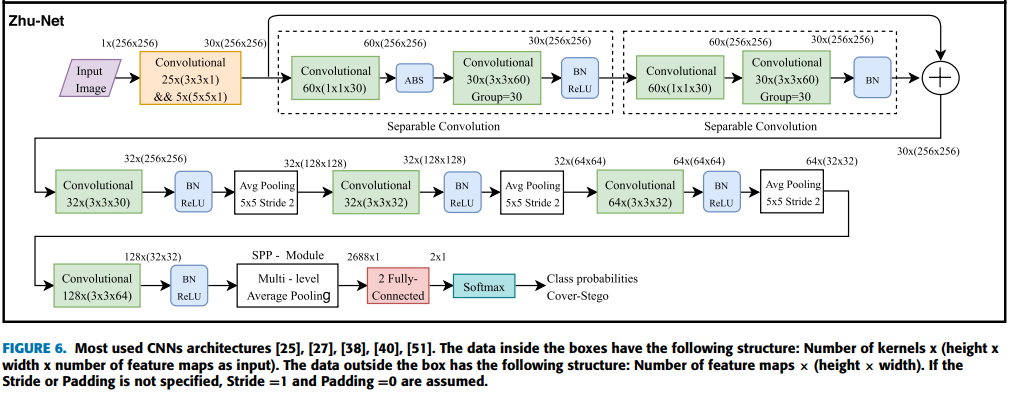 Zhu-Net
1x(256x256)
30x(256x256)
60x(256x256)
30x(256x256)
60x(256x256)
30x(256x256)
Input
Image
Convolutional
25x(3x3x1)
&& 5x(5x5x1)
Convolutional
60x(1x1x30)
ABS
Convolutional
30x(3x3x60)
Group=30
BN
ReLU
Convolutional
60x(1x1x30)
Convolutional
30x(3x3x60)
Group=30
BN
Separable Convolution
Separable Convolution
30x(256x256)
32x(256x256)
32x(128x128)
32x(128x128)
32x(64x64)
64x(64x64)
64x(32x32)
Convolutional
32x(3x3x30)
BN
ReLU
Avg Pooling
5x5 Stride 2
Convolutional
32x(3x3x32)
BN
ReLU
Avg Pooling
5x5 Stride 2
Convolutional
64x(3x3x32)
BN
ReLU
Avg Pooling
5x5 Stride 2
128x(32x32)
SPP - Module
2688x1
2x1
Convolutional
128x(3x3x64)
BN
ReLU
Multi - level
Average Pooling
2 Fully-
Connected
Softmax
Class probabilities
Cover-Stego
FIGURE 6. Most used CNNs architectures [25], [27], [38], [40], [51]. The data inside the boxes have the following structure: Number of kernels x (height x
width x number of feature maps as input). The data outside the box has the following structure: Number of feature maps × (height × width). If the
Stride or Padding is not specified, Stride =1 and Padding =0 are assumed.